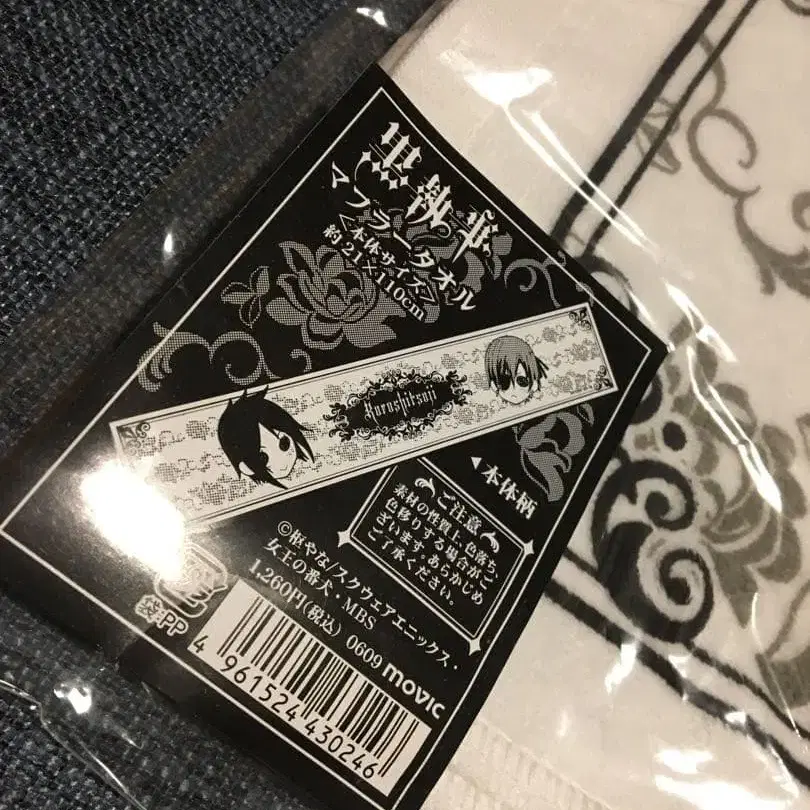 黒執事
マフラータオル
<本体サイズ>
約21×110cm
Kuroshitsuji
◀本体柄
ご注意
素材の性質上、色落ち、
色移りする場合がご
ざいます。あらかじめ
ご了承ください。
©枢やな/スクウェアエニックス・
女王の番犬・MBS
1,260円(税込) 0609 movic
袋:PP
4 961524 430246